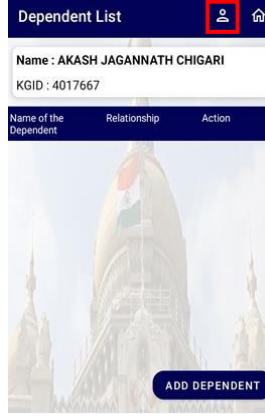 Dependent List
Name : AKASH JAGANNATH CHIGARI
KGID : 4017667
Name of the Dependent Relationship Action
ADD DEPENDENT